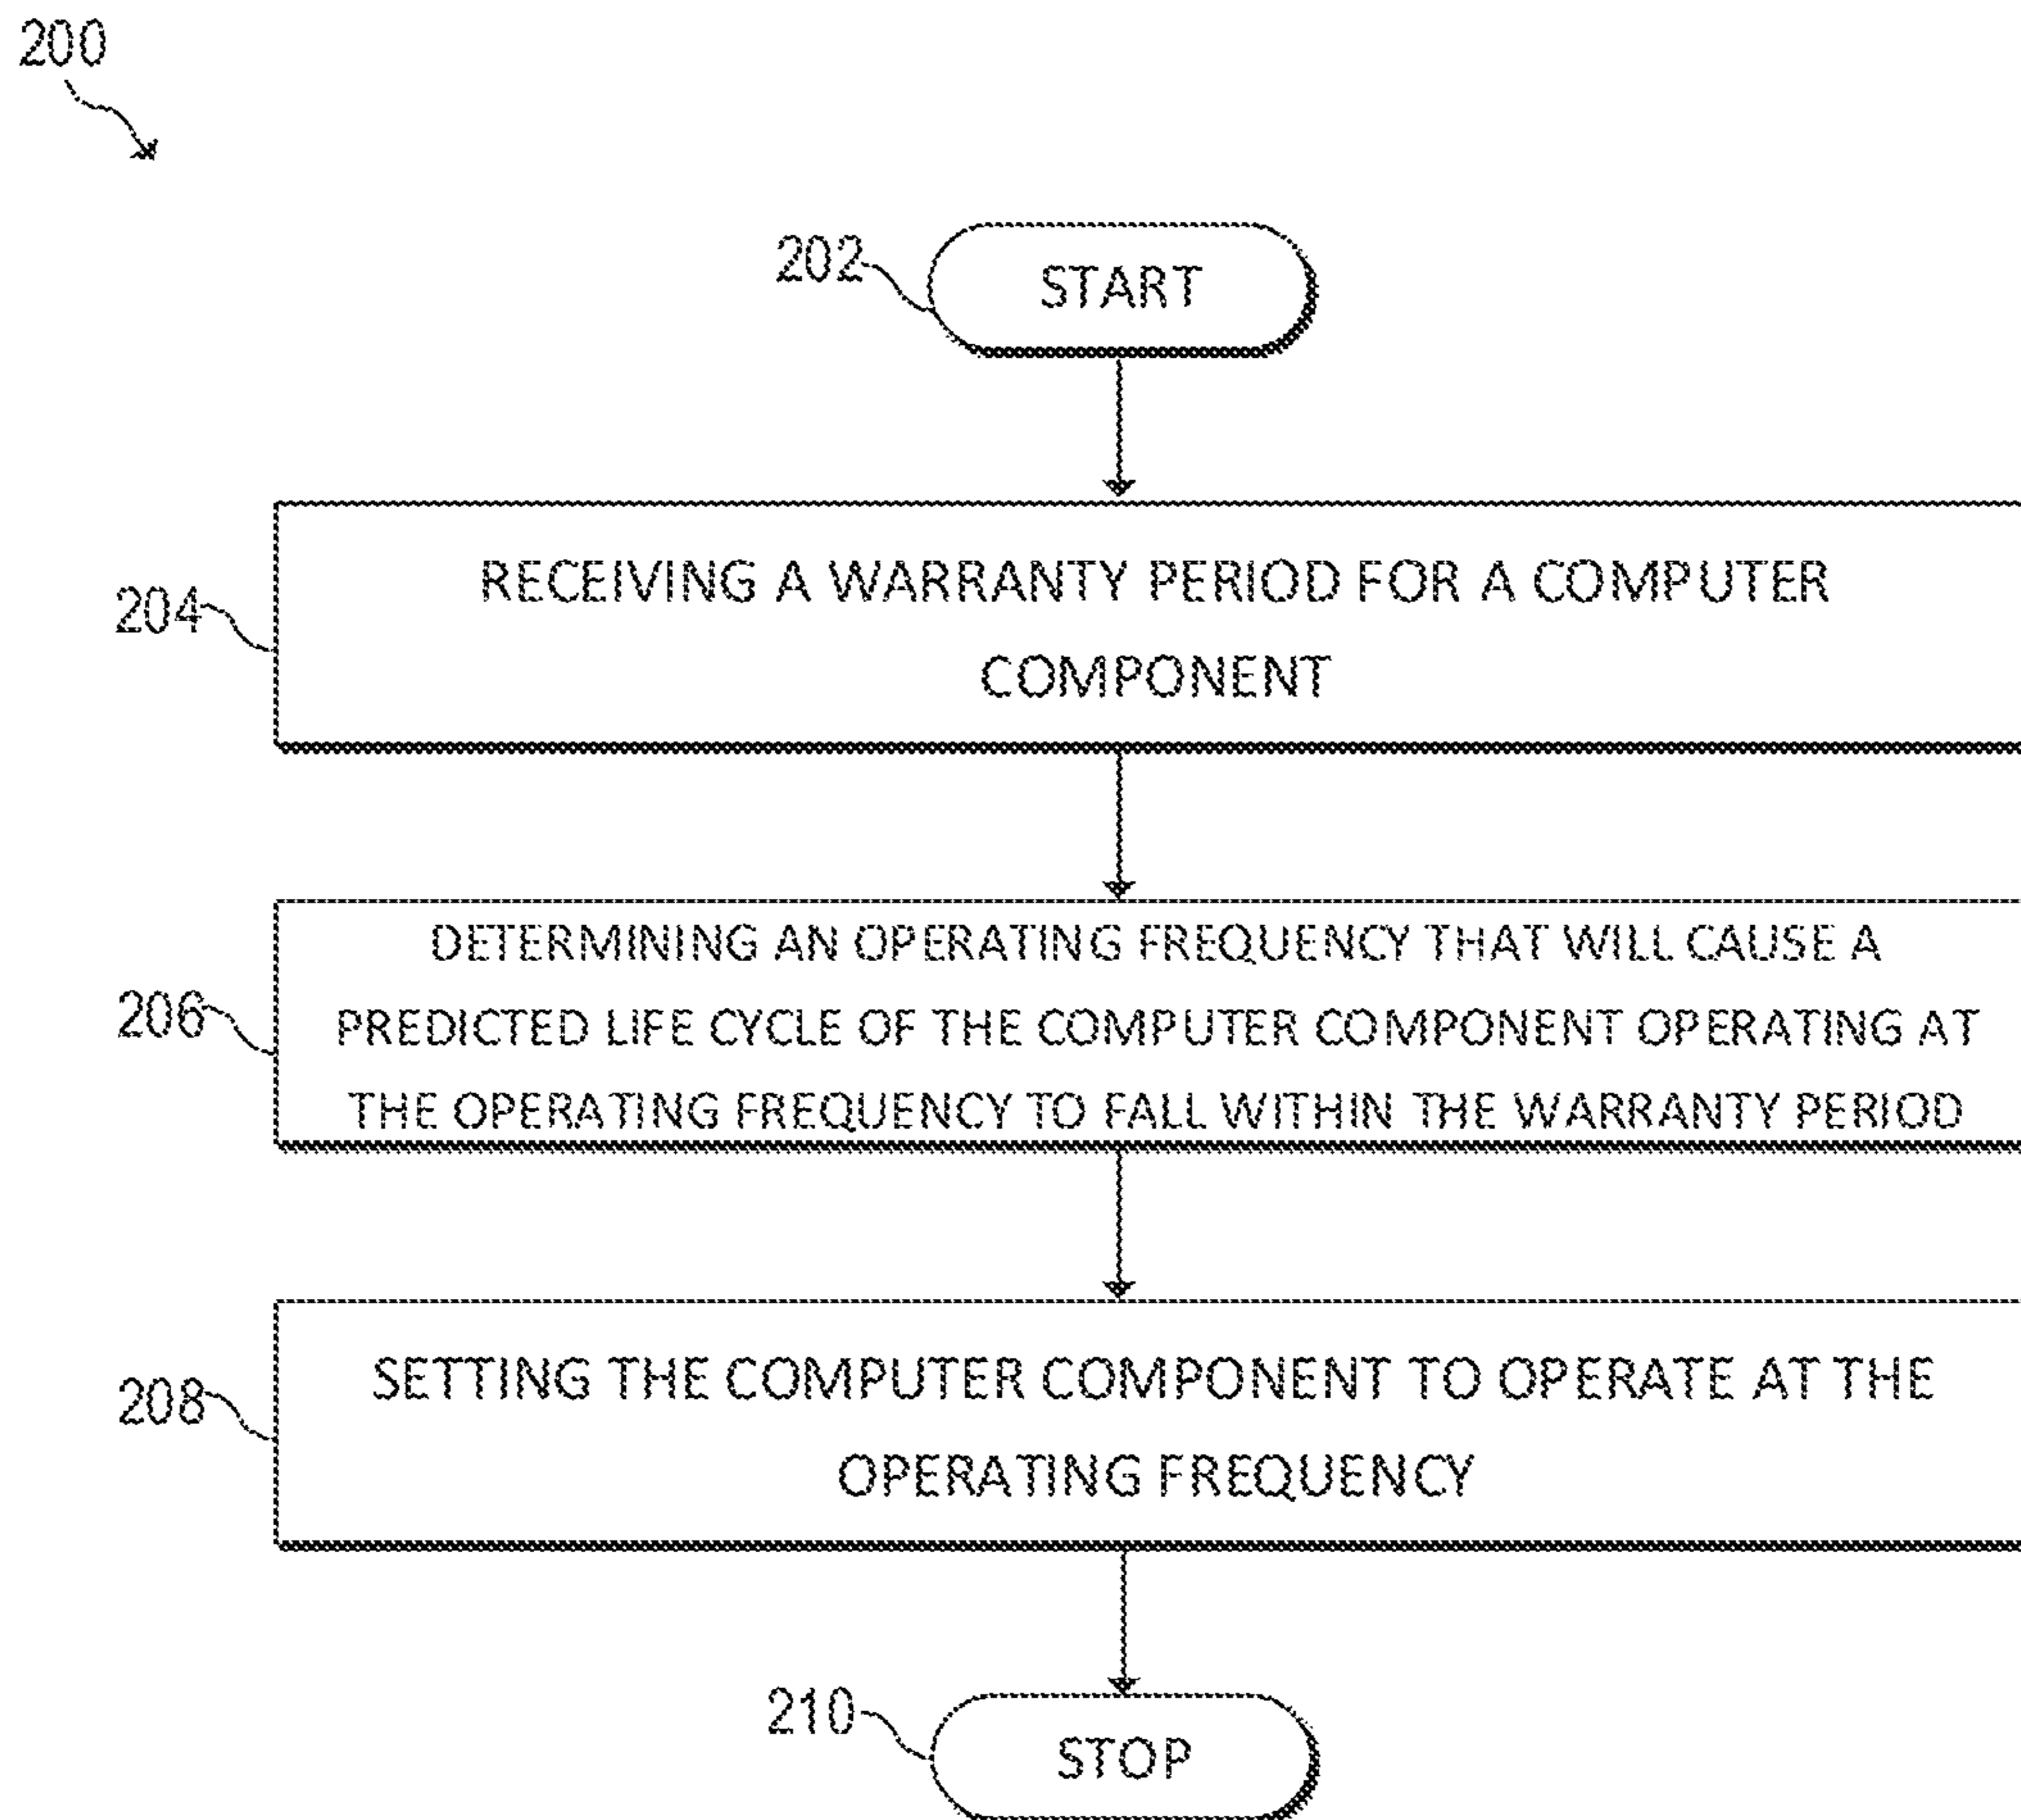 200
202
START
204
RECEIVING A WARRANTY PERIOD FOR A COMPUTER
COMPONENT
206
DETERMINING AN OPERATING FREQUENCY THAT WILL CAUSE A
PREDICTED LIFE CYCLE OF THE COMPUTER COMPONENT OPERATING AT
THE OPERATING FREQUENCY TO FALL WITHIN THE WARRANTY PERIOD
208
SETTING THE COMPUTER COMPONENT TO OPERATE AT THE
OPERATING FREQUENCY
210
STOP